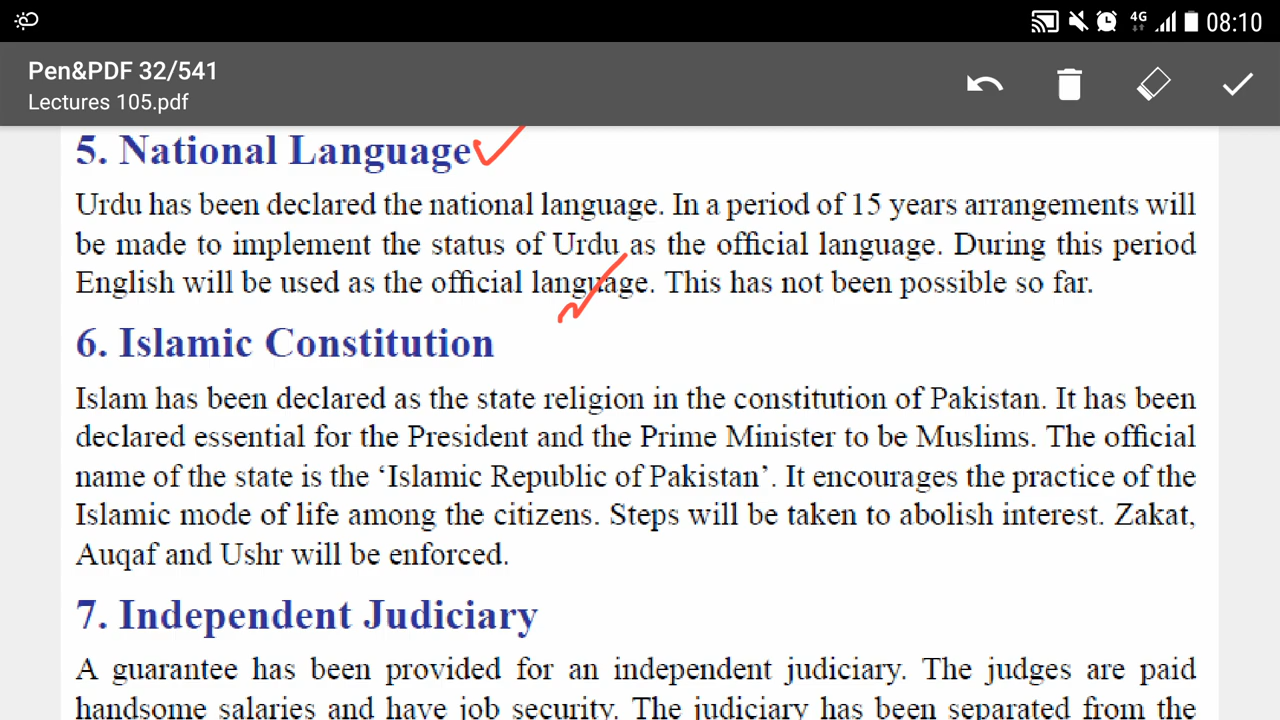 4G 08:10
Pen&PDF 32/541
Lectures 105.pdf
5. National Language
Urdu has been declared the national language. In a period of 15 years arrangements will
be made to implement the status of Urdu as the official language. During this period
English will be used as the official language. This has not been possible so far.
6. Islamic Constitution
Islam has been declared as the state religion in the constitution of Pakistan. It has been
declared essential for the President and the Prime Minister to be Muslims. The official
name of the state is the ‘Islamic Republic of Pakistan’. It encourages the practice of the
Islamic mode of life among the citizens. Steps will be taken to abolish interest. Zakat,
Auqaf and Ushr will be enforced.
7. Independent Judiciary
A guarantee has been provided for an independent judiciary. The judges are paid
handsome salaries and have job security. The judiciary has been separated from the